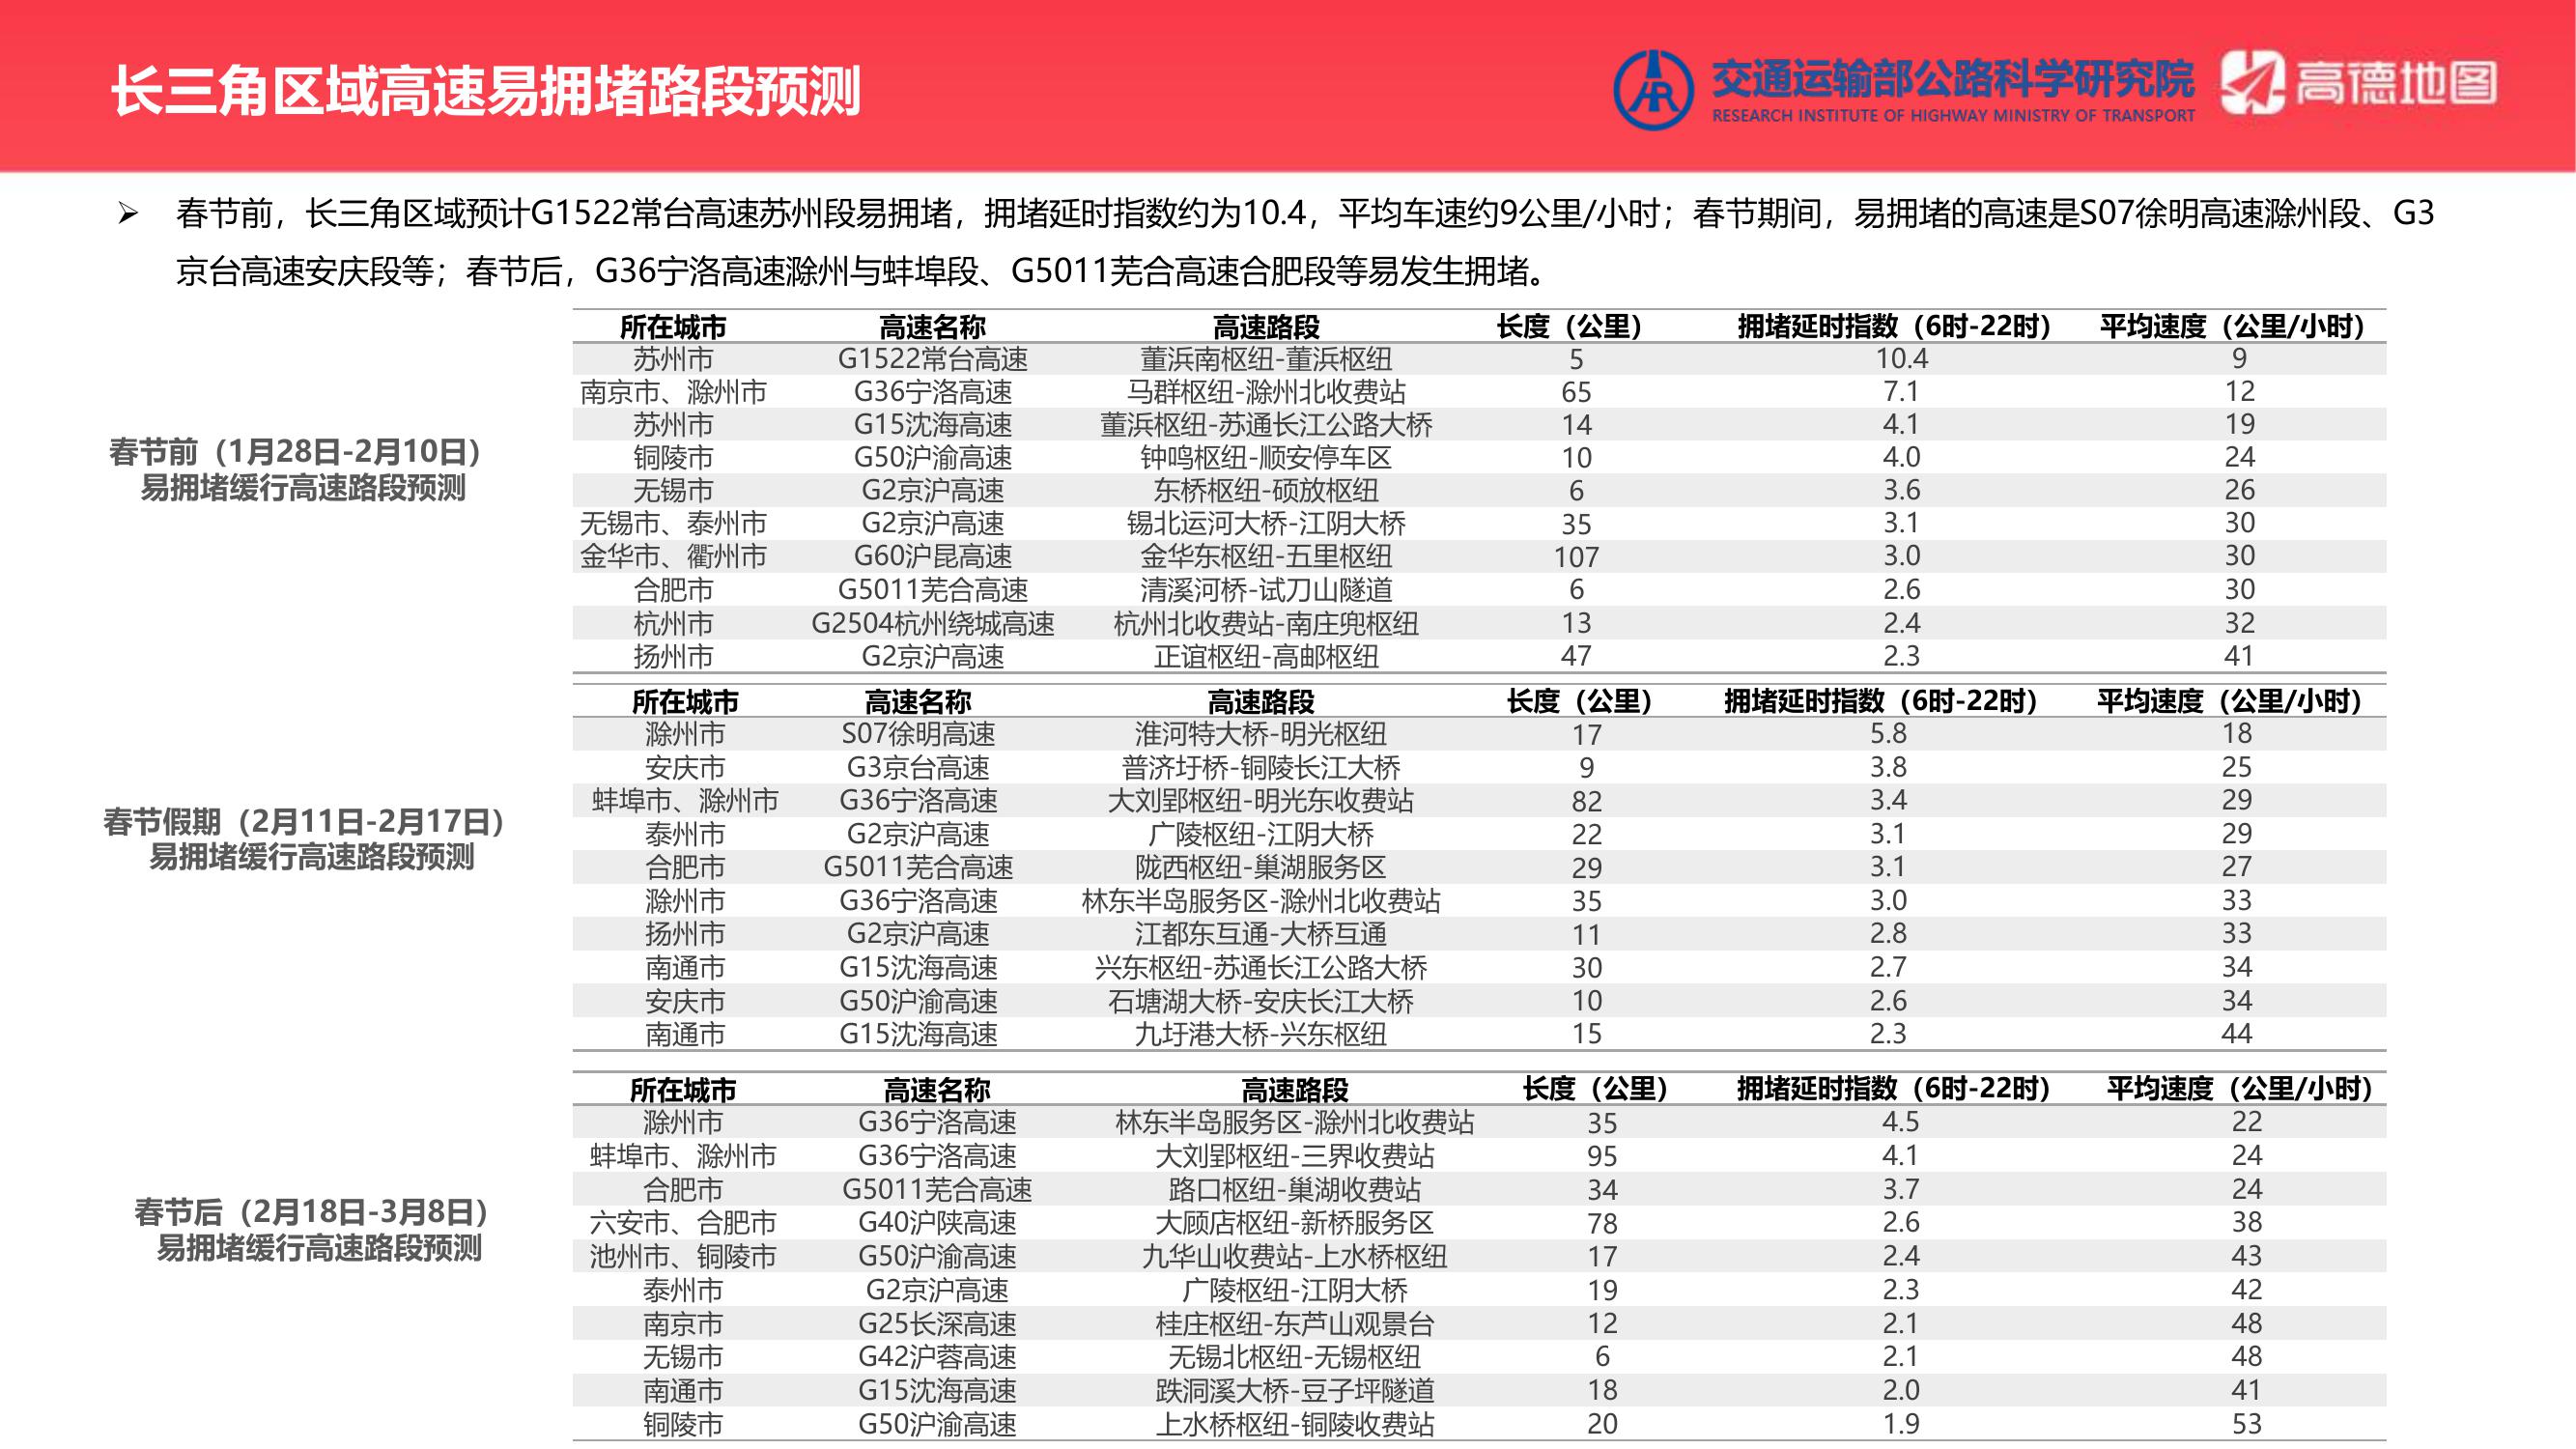 长三角区域高速易拥堵路段预测
交通运输部公路科学研究院
RESEARCH INSTITUTE OF HIGHWAY MINISTRY OF TRANSPORT
高德地图
➢ 春节前，长三角区域预计G1522常台高速苏州段易拥堵，拥堵延时指数约为10.4，平均车速约9公里/小时；春节期间，易拥堵的高速是S07徐明高速滁州段、G3
京台高速安庆段等；春节后，G36宁洛高速滁州与蚌埠段、G5011芜合高速合肥段等易发生拥堵。
春节前（1月28日-2月10日）
易拥堵缓行高速路段预测
所在城市 高速名称 高速路段 长度（公里） 拥堵延时指数（6时-22时） 平均速度（公里/小时）
苏州市 G1522常台高速 董浜南枢纽-董浜枢纽 5 10.4 9
南京市、滁州市 G36宁洛高速 马群枢纽-滁州北收费站 65 7.1 12
苏州市 G15沈海高速 董浜枢纽-苏通长江公路大桥 14 4.1 19
铜陵市 G50沪渝高速 钟鸣枢纽-顺安停车区 10 4.0 24
无锡市 G2京沪高速 东桥枢纽-硕放枢纽 6 3.6 26
无锡市、泰州市 G2京沪高速 锡北运河大桥-江阴大桥 35 3.1 30
金华市、衢州市 G60沪昆高速 金华东枢纽-五里枢纽 107 3.0 30
合肥市 G5011芜合高速 清溪河桥-试刀山隧道 6 2.6 30
杭州市 G2504杭州绕城高速 杭州北收费站-南庄兜枢纽 13 2.4 32
扬州市 G2京沪高速 正谊枢纽-高邮枢纽 47 2.3 41
春节假期（2月11日-2月17日）
易拥堵缓行高速路段预测
所在城市 高速名称 高速路段 长度（公里） 拥堵延时指数（6时-22时） 平均速度（公里/小时）
滁州市 S07徐明高速 淮河特大桥-明光枢纽 17 5.8 18
安庆市 G3京台高速 普济圩桥-铜陵长江大桥 9 3.8 25
蚌埠市、滁州市 G36宁洛高速 大刘郢枢纽-明光东收费站 82 3.4 29
泰州市 G2京沪高速 广陵枢纽-江阴大桥 22 3.1 29
合肥市 G5011芜合高速 陇西枢纽-巢湖服务区 29 3.1 27
滁州市 G36宁洛高速 林东半岛服务区-滁州北收费站 35 3.0 33
扬州市 G2京沪高速 江都东互通-大桥互通 11 2.8 33
南通市 G15沈海高速 兴东枢纽-苏通长江公路大桥 30 2.7 34
安庆市 G50沪渝高速 石塘湖大桥-安庆长江大桥 10 2.6 34
南通市 G15沈海高速 九圩港大桥-兴东枢纽 15 2.3 44
春节后（2月18日-3月8日）
易拥堵缓行高速路段预测
所在城市 高速名称 高速路段 长度（公里） 拥堵延时指数（6时-22时） 平均速度（公里/小时）
滁州市 G36宁洛高速 林东半岛服务区-滁州北收费站 35 4.5 22
蚌埠市、滁州市 G36宁洛高速 大刘郢枢纽-三界收费站 95 4.1 24
合肥市 G5011芜合高速 路口枢纽-巢湖收费站 34 3.7 24
六安市、合肥市 G40沪陕高速 大顾店枢纽-新桥服务区 78 2.6 38
池州市、铜陵市 G50沪渝高速 九华山收费站-上水桥枢纽 17 2.4 43
泰州市 G2京沪高速 广陵枢纽-江阴大桥 19 2.3 42
南京市 G25长深高速 桂庄枢纽-东芦山观景台 12 2.1 48
无锡市 G42沪蓉高速 无锡北枢纽-无锡枢纽 6 2.1 48
南通市 G15沈海高速 跌洞溪大桥-豆子坪隧道 18 2.0 41
铜陵市 G50沪渝高速 上水桥枢纽-铜陵收费站 20 1.9 53